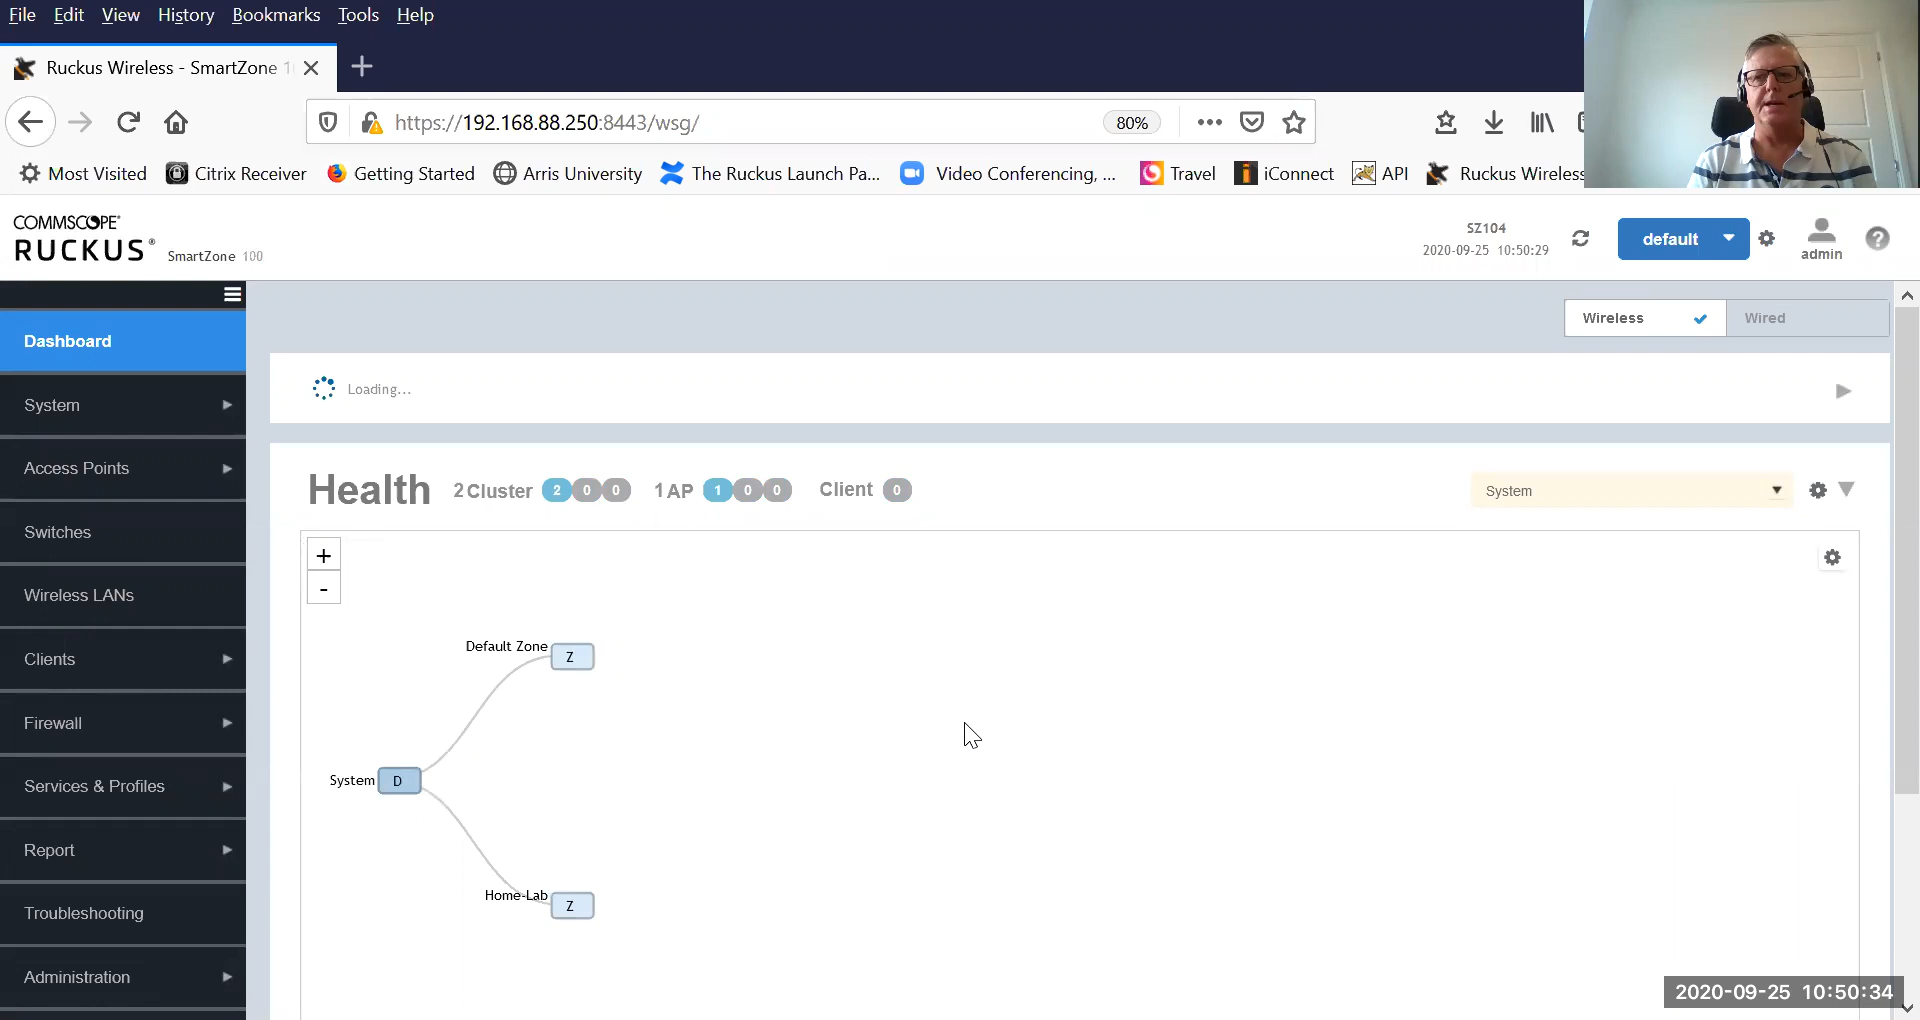 File Edit View History Bookmarks Tools Help
Ruckus Wireless - SmartZone 1
https://192.168.88.250:8443/wsg/ 80%
Most Visited Citrix Receiver Getting Started Arris University The Ruckus Launch Pa... Video Conferencing, ... Travel iConnect API Ruckus Wireless
COMMSCOPE®
RUCKUS® SmartZone 100
SZ104
2020-09-25 10:50:29
default
admin
Dashboard
System
Access Points
Switches
Wireless LANs
Clients
Firewall
Services & Profiles
Report
Troubleshooting
Administration
Wireless Wired
Loading...
Health 2 Cluster 2 0 0 1 AP 1 0 0 Client 0 System
+
-
Default Zone Z
System D
Home-Lab Z
2020-09-25 10:50:34